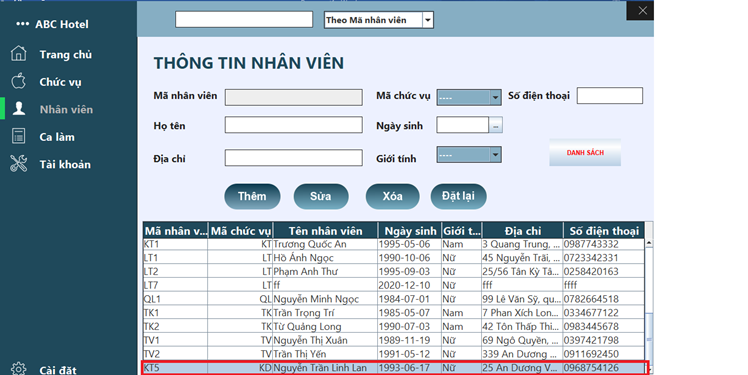 ••• ABC Hotel
Theo Mã nhân viên
Trang chủ
Chức vụ
Nhân viên
Ca làm
Tài khoản
Cài đặt
THÔNG TIN NHÂN VIÊN
Mã nhân viên
Mã chức vụ
----
Số điện thoại
Họ tên
Ngày sinh
...
Địa chỉ
Giới tính
----
DANH SÁCH
Thêm
Sửa
Xóa
Đặt lại
Mã nhân v... Mã chức vụ Tên nhân viên Ngày sinh Giới t... Địa chỉ Số điện thoại
KT1 KT Trương Quốc An 1995-05-06 Nam 3 Quang Trung, ... 0987743332
LT1 LT Hồ Ánh Ngọc 1990-10-06 Nữ 45 Nguyễn Trãi, ... 0723342331
LT2 LT Phạm Anh Thư 1995-09-03 Nữ 25/56 Tân Kỳ Tâ... 0258420163
LT7 LT ff 2020-12-10 Nữ fff ffff
QL1 QL Nguyễn Minh Ngọc 1984-07-01 Nữ 99 Lê Văn Sỹ, qu... 0782664518
TK1 TK Trần Trọng Trí 1985-05-07 Nam 7 Phan Xích Lon... 0334677122
TK2 TK Từ Quảng Long 1990-07-03 Nam 42 Tôn Thấp Thi... 0983445678
TV1 TV Nguyễn Thị Xuân 1989-11-19 Nữ 69 Ngô Quyền, ... 0397421798
TV2 TV Trần Thị Yến 1991-05-12 Nữ 339 An Dương ... 0911692450
KT5 KD Nguyễn Trần Linh Lan 1993-06-17 Nữ 25 An Dương V... 0968754126